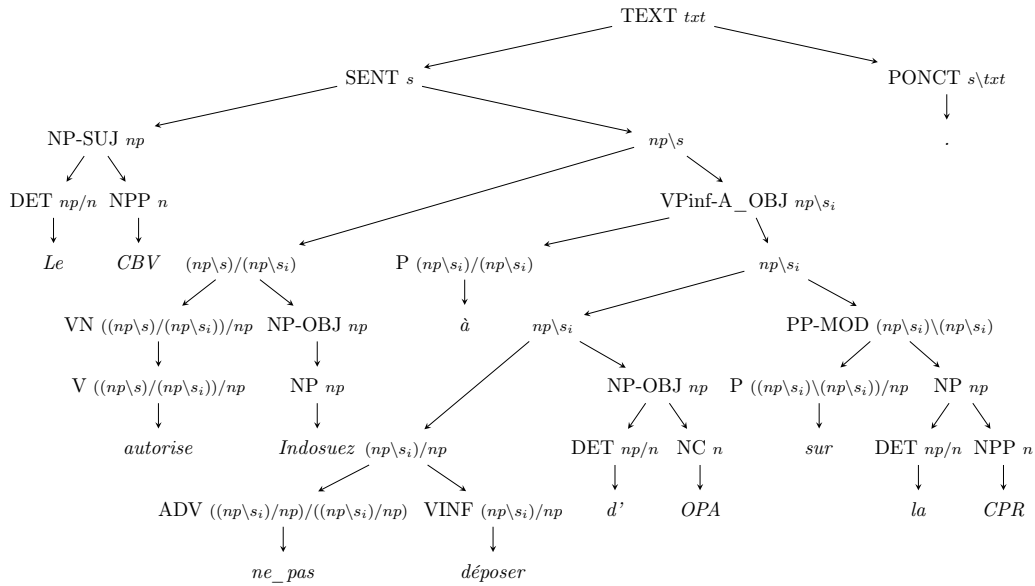 TEXT txt
SENT s PONCT s\txt
NP-SUJ np np\s .
DET np/n NPP n VPinf-A_OBJ np\s_i
Le CBV (np\s)/(np\s_i) P (np\s_i)/(np\s_i) np\s_i
VN ((np\s)/(np\s_i))/np NP-OBJ np à np\s_i PP-MOD (np\s_i)\(np\s_i)
V ((np\s)/(np\s_i))/np NP np NP-OBJ np P ((np\s_i)\(np\s_i))/np NP np
autorise Indosuez (np\s_i)/np DET np/n NC n sur DET np/n NPP n
ADV ((np\s_i)/np)/((np\s_i)/np) VINF (np\s_i)/np d' OPA la CPR
ne_pas déposer